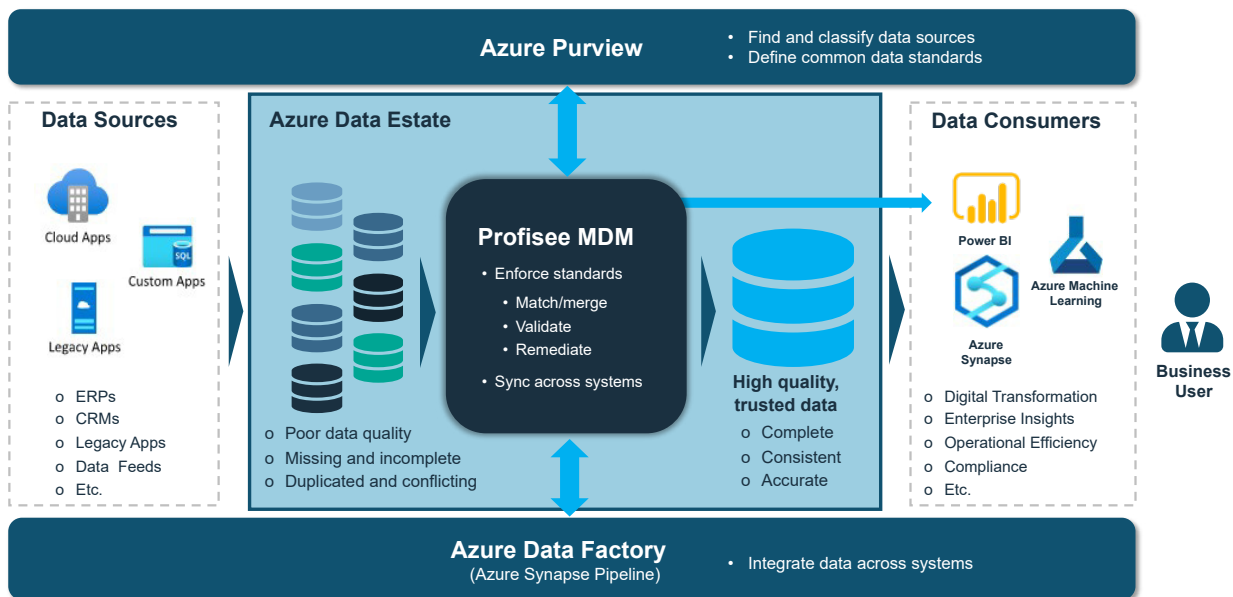 Azure Purview
• Find and classify data sources
• Define common data standards
Data Sources
Cloud Apps
SQL
Custom Apps
Legacy Apps
o ERPs
o CRMs
o Legacy Apps
o Data Feeds
o Etc.
Azure Data Estate
o Poor data quality
o Missing and incomplete
o Duplicated and conflicting
Profisee MDM
• Enforce standards
• Match/merge
• Validate
• Remediate
• Sync across systems
High quality,
trusted data
o Complete
o Consistent
o Accurate
Data Consumers
Power BI
Azure Machine
Learning
Azure
Synapse
o Digital Transformation
o Enterprise Insights
o Operational Efficiency
o Compliance
o Etc.
Business
User
Azure Data Factory
(Azure Synapse Pipeline)
• Integrate data across systems